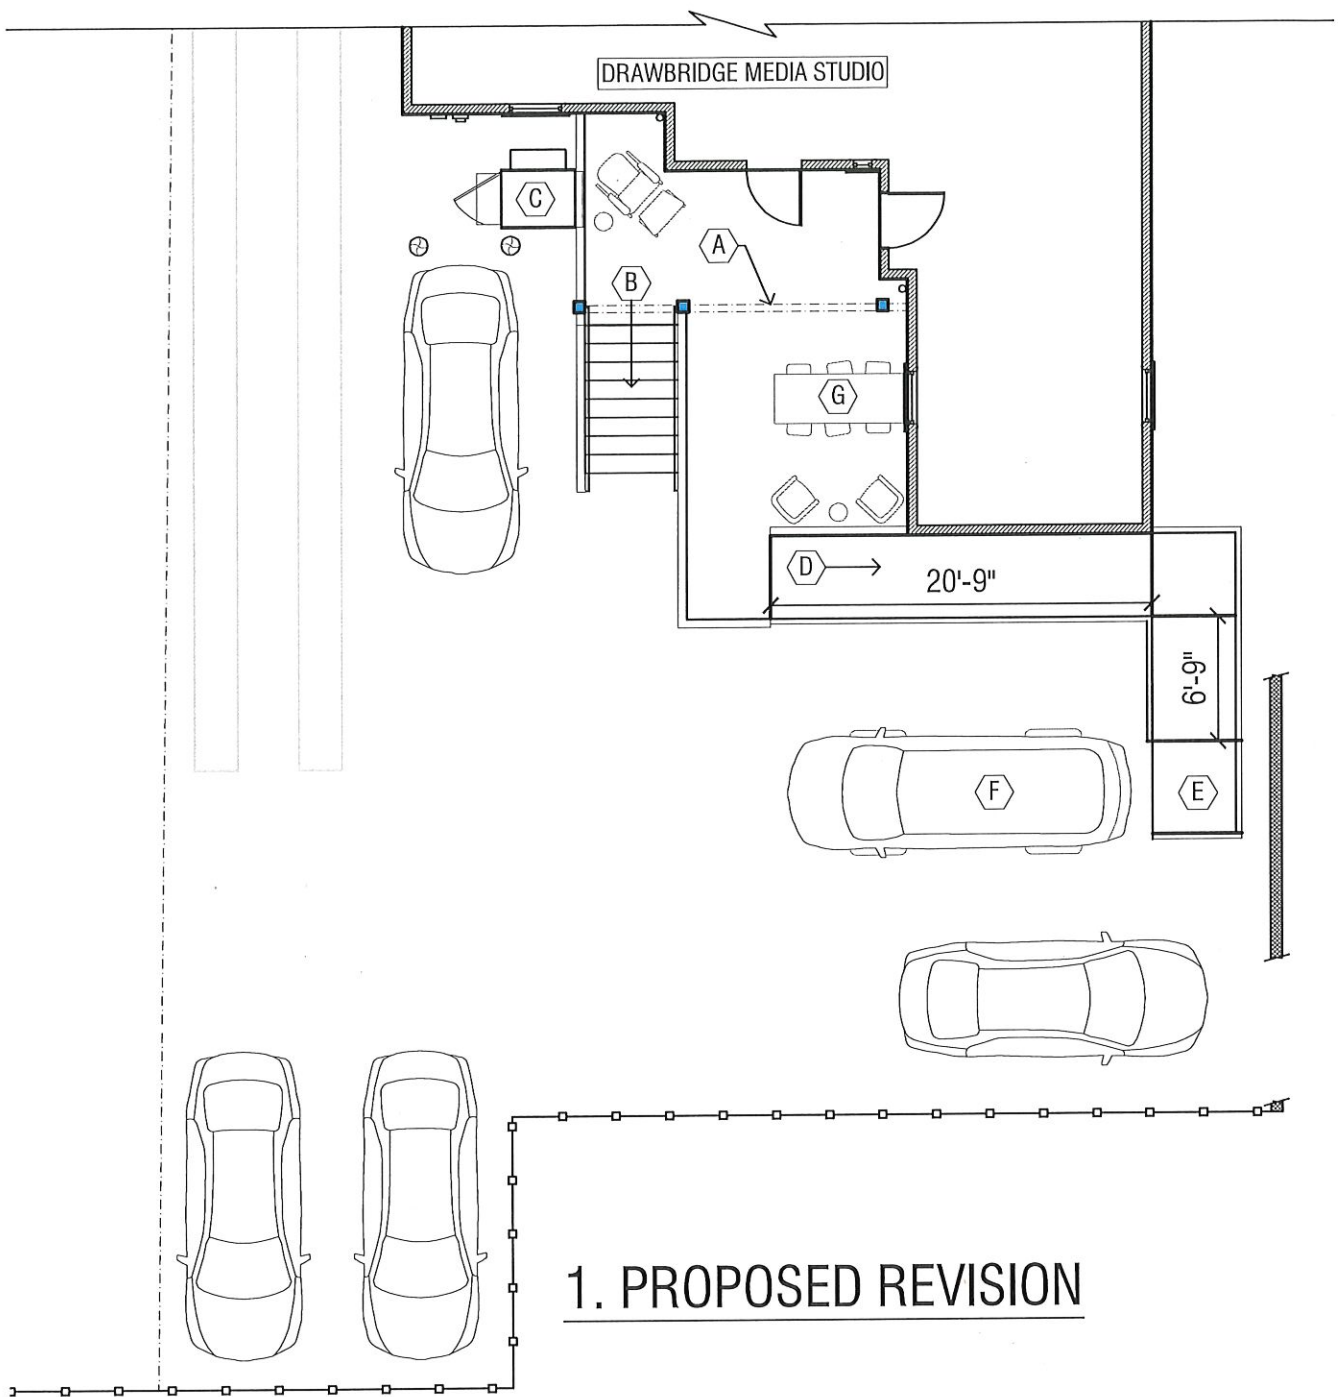 DRAWBRIDGE MEDIA STUDIO
C
A
B
G
D
20'-9"
6'-9"
F
E
1. PROPOSED REVISION